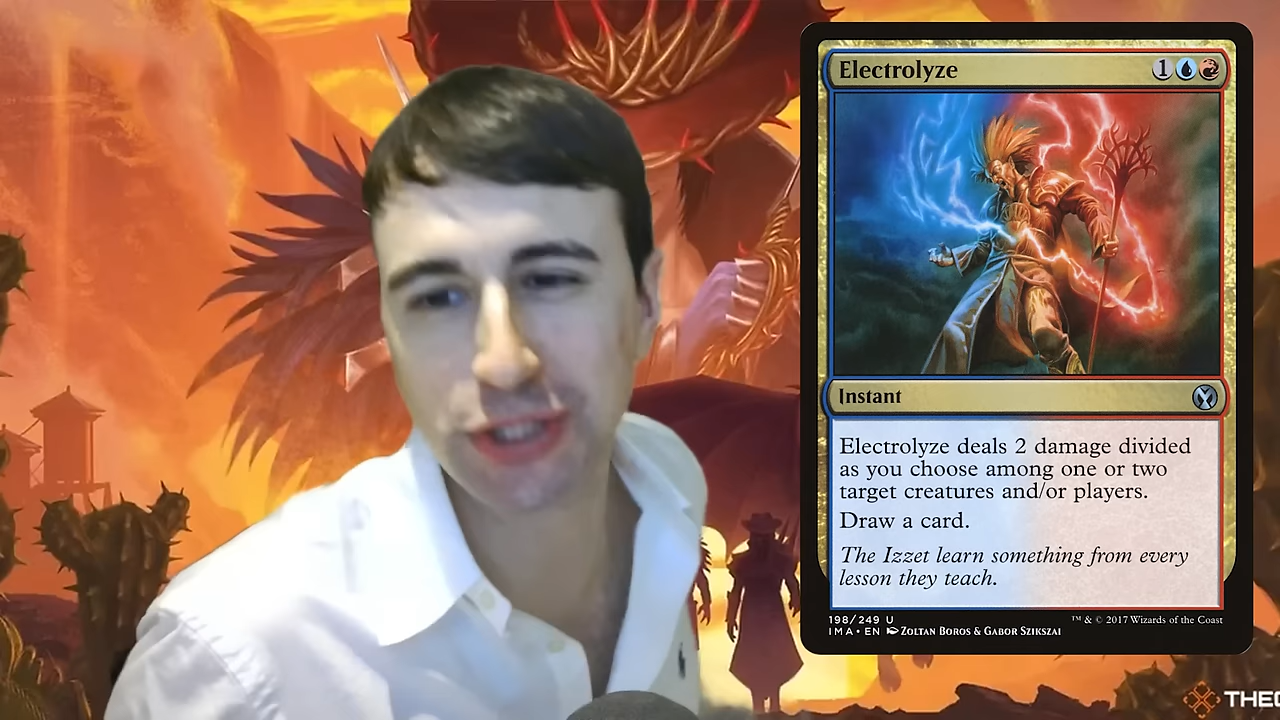 Electrolyze 1
Instant
Electrolyze deals 2 damage divided
as you choose among one or two
target creatures and/or players.
Draw a card.
The Izzet learn something from every
lesson they teach.
198/249 U
IMA • EN Zoltan Boros & Gabor Szikszai
™ & © 2017 Wizards of the Coast
THE